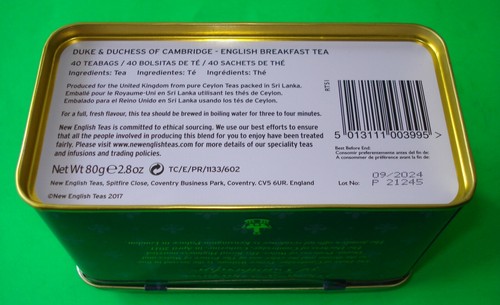 DUKE & DUCHESS OF CAMBRIDGE - ENGLISH BREAKFAST TEA
40 TEABAGS / 40 BOLSITAS DE TÉ / 40 SACHETS DE THÉ
Ingredients: Tea Ingredientes: Té Ingrédients: Thé
Produced for the United Kingdom from pure Ceylon Teas packed in Sri Lanka.
Emballé pour le Royaume-Uni en Sri Lanka utilisant les thés de Ceylon.
Embalado para el Reino Unido en Sri Lanka usando los tés de Ceylon.
For a full, fresh flavour, this tea should be brewed in boiling water for three to four minutes.
New English Teas is committed to ethical sourcing. We use our best efforts to ensure
that all the people involved in producing this blend for you to enjoy have been treated
fairly. Please visit www.newenglishteas.com for more details of our speciality teas
and infusions and trading policies.
Net Wt 80g e 2.8oz TC/E/PR/1133/602
New English Teas, Spitfire Close, Coventry Business Park, Coventry, CV5 6UR. England
©New English Teas 2017
RT51
5 013111 003995 >
Best Before End:
Consumir preferentemente antes del fin de:
A consommer de préférence avant fin:
09/2024
Lot No: P 21245